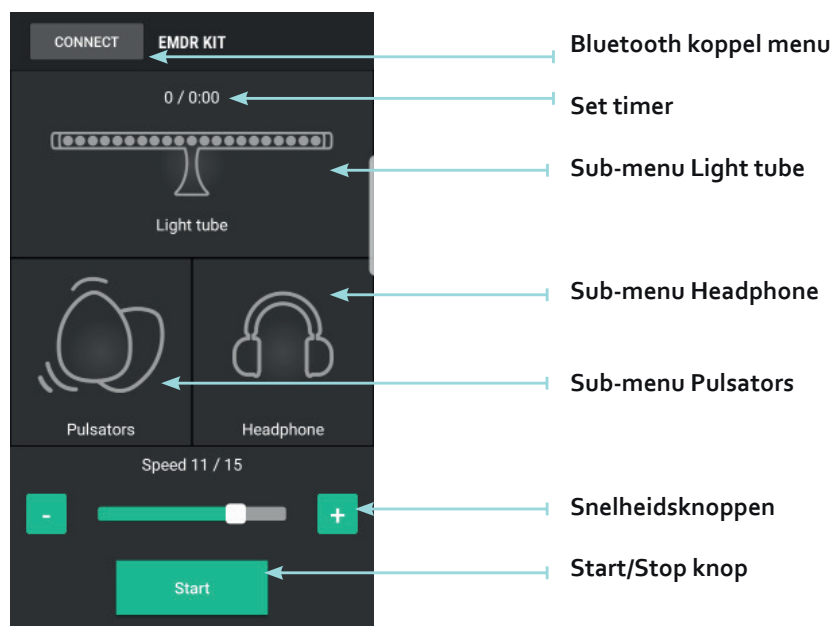 CONNECT EMDR KIT
Bluetooth koppel menu
0 / 0:00
Set timer
Sub-menu Light tube
Light tube
Sub-menu Headphone
Sub-menu Pulsators
Pulsators
Headphone
Speed 11 / 15
- +
Snelheidsknoppen
Start/Stop knop
Start